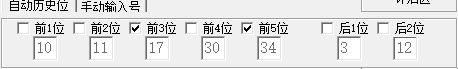 自动历史位 手动输入号
前1位 前2位 前3位 前4位 前5位 后1位 后2位
10 11 17 30 34 3 12